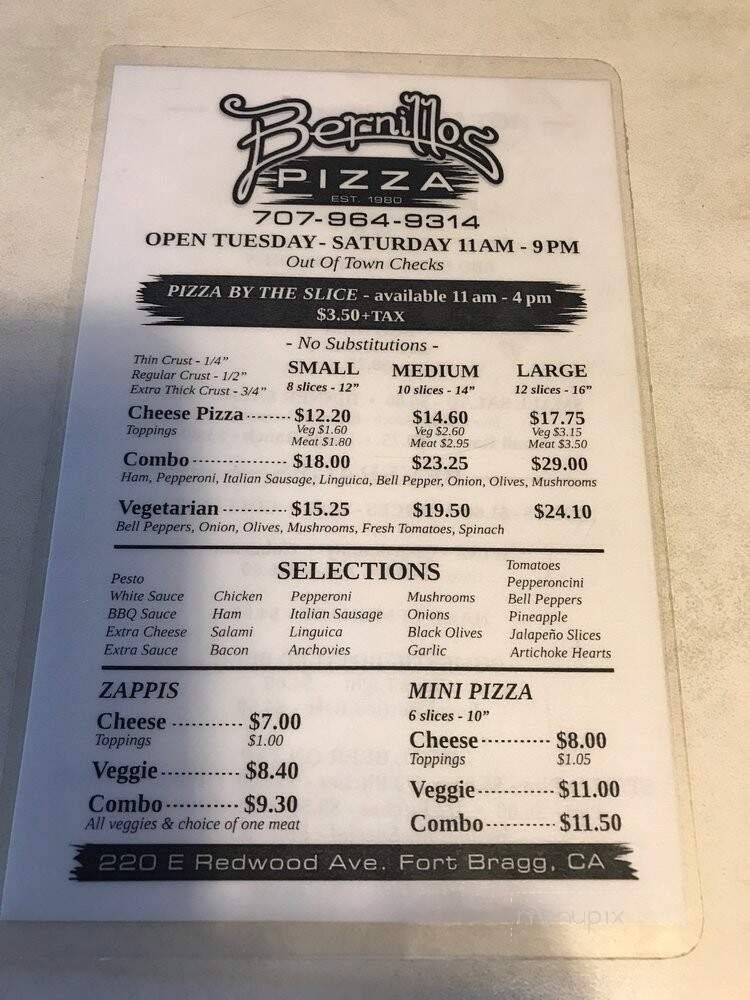 Bernillos
PIZZA
EST. 1980
707-964-9314
OPEN TUESDAY - SATURDAY 11 AM - 9 PM
Out Of Town Checks
PIZZA BY THE SLICE - available 11 am - 4 pm
$3.50+TAX
- No Substitutions -
Thin Crust - 1/4"
Regular Crust - 1/2"
Extra Thick Crust - 3/4"
SMALL MEDIUM LARGE
8 slices - 12" 10 slices - 14" 12 slices - 16"
Cheese Pizza ------- $12.20 $14.60 $17.75
Toppings Veg $1.60 Veg $2.60 Veg $3.15
Meat $1.80 Meat $2.95 Meat $3.50
Combo --------------- $18.00 $23.25 $29.00
Ham, Pepperoni, Italian Sausage, Linguica, Bell Pepper, Onion, Olives, Mushrooms
Vegetarian ---------- $15.25 $19.50 $24.10
Bell Peppers, Onion, Olives, Mushrooms, Fresh Tomatoes, Spinach
SELECTIONS
Pesto
White Sauce
BBQ Sauce
Extra Cheese
Extra Sauce
Chicken
Ham
Salami
Bacon
Pepperoni
Italian Sausage
Linguica
Anchovies
Mushrooms
Onions
Black Olives
Garlic
Tomatoes
Pepperoncini
Bell Peppers
Pineapple
Jalapeño Slices
Artichoke Hearts
ZAPPIS
Cheese ----------- $7.00
Toppings $1.00
Veggie ------------ $8.40
Combo ----------- $9.30
All veggies & choice of one meat
MINI PIZZA
6 slices - 10"
Cheese ---------- $8.00
Toppings $1.05
Veggie ----------- $11.00
Combo ---------- $11.50
220 E Redwood Ave. Fort Bragg, CA